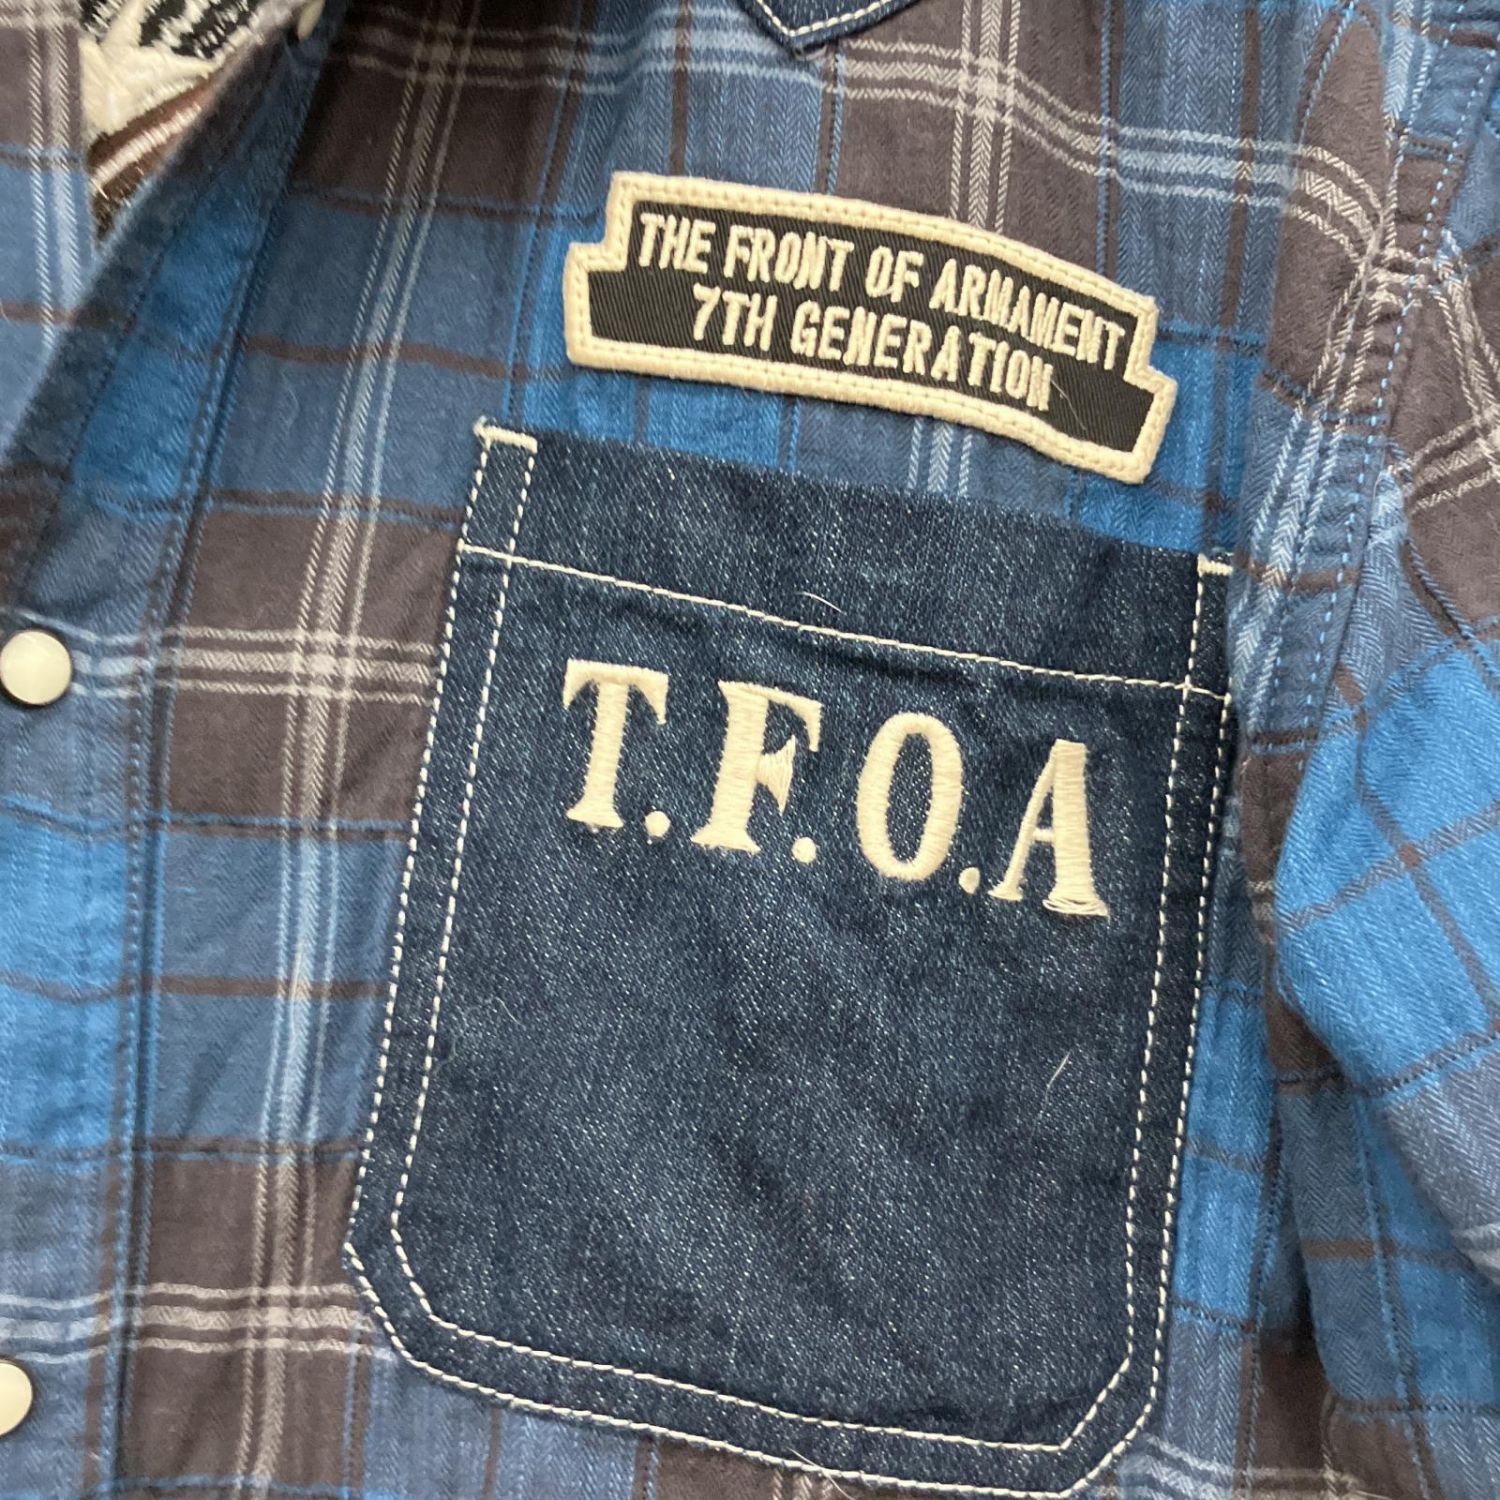 THE FRONT OF ARMAMENT
7TH GENERATION
T.F.O.A